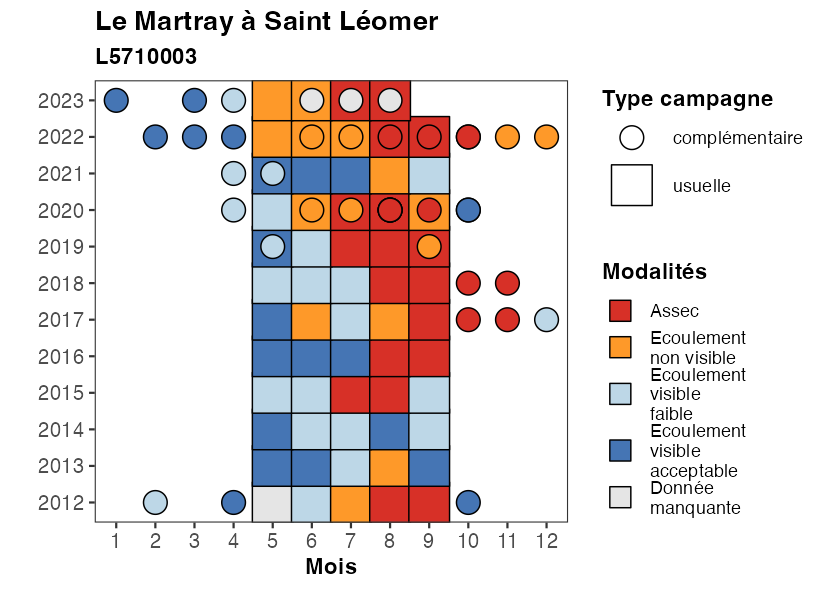 Le Martray à Saint Léomer
L5710003
2023
2022
2021
2020
2019
2018
2017
2016
2015
2014
2013
2012
1 2 3 4 5 6 7 8 9 10 11 12
Mois
Type campagne
complémentaire
usuelle
Modalités
Assec
Ecoulement
non visible
Ecoulement
visible
faible
Ecoulement
visible
acceptable
Donnée
manquante